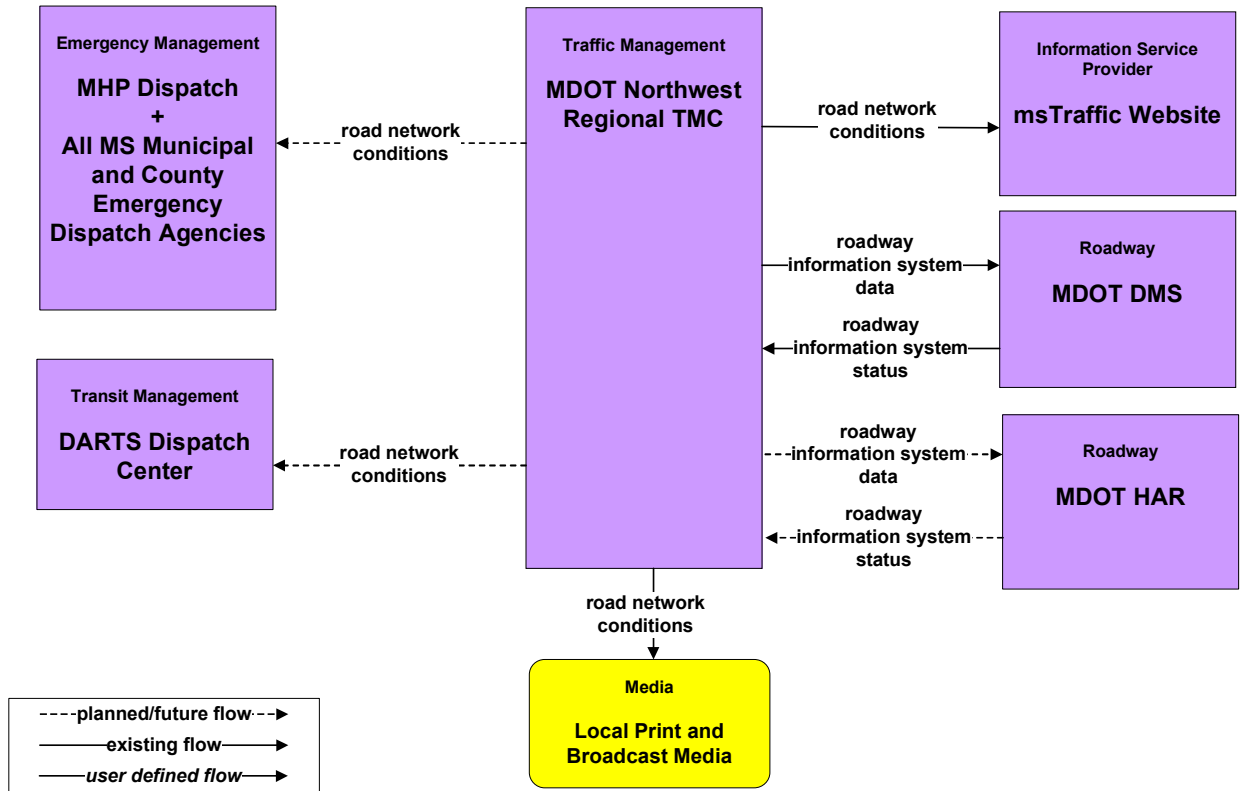 Emergency Management
MHP Dispatch
+
All MS Municipal
and County
Emergency
Dispatch Agencies
road network
conditions
Traffic Management
MDOT Northwest
Regional TMC
road network
conditions
Information Service
Provider
msTraffic Website
roadway
information system
data
roadway
information system
status
Roadway
MDOT DMS
Transit Management
DARTS Dispatch
Center
road network
conditions
roadway
information system
data
roadway
information system
status
Roadway
MDOT HAR
road network
conditions
Media
Local Print and
Broadcast Media
planned/future flow
existing flow
user defined flow